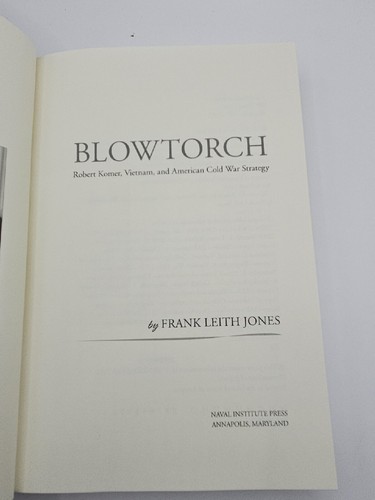 BLOWTORCH
Robert Komer, Vietnam, and American Cold War Strategy
by FRANK LEITH JONES
NAVAL INSTITUTE PRESS
ANNAPOLIS, MARYLAND